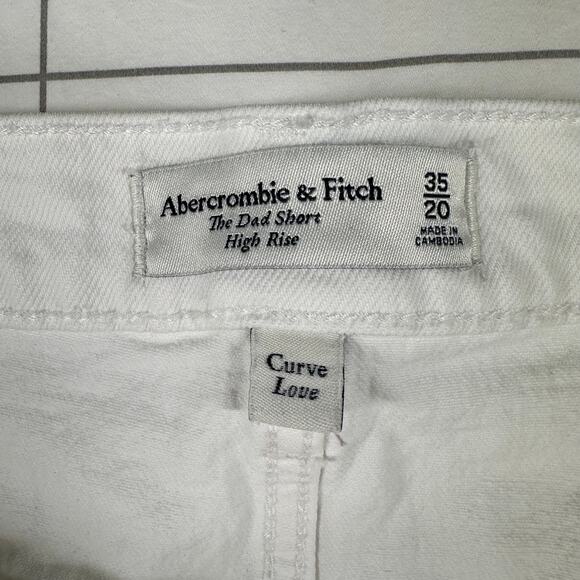 Abercrombie & Fitch
The Dad Short
High Rise
35
20
MADE IN
CAMBODIA
Curve
Love